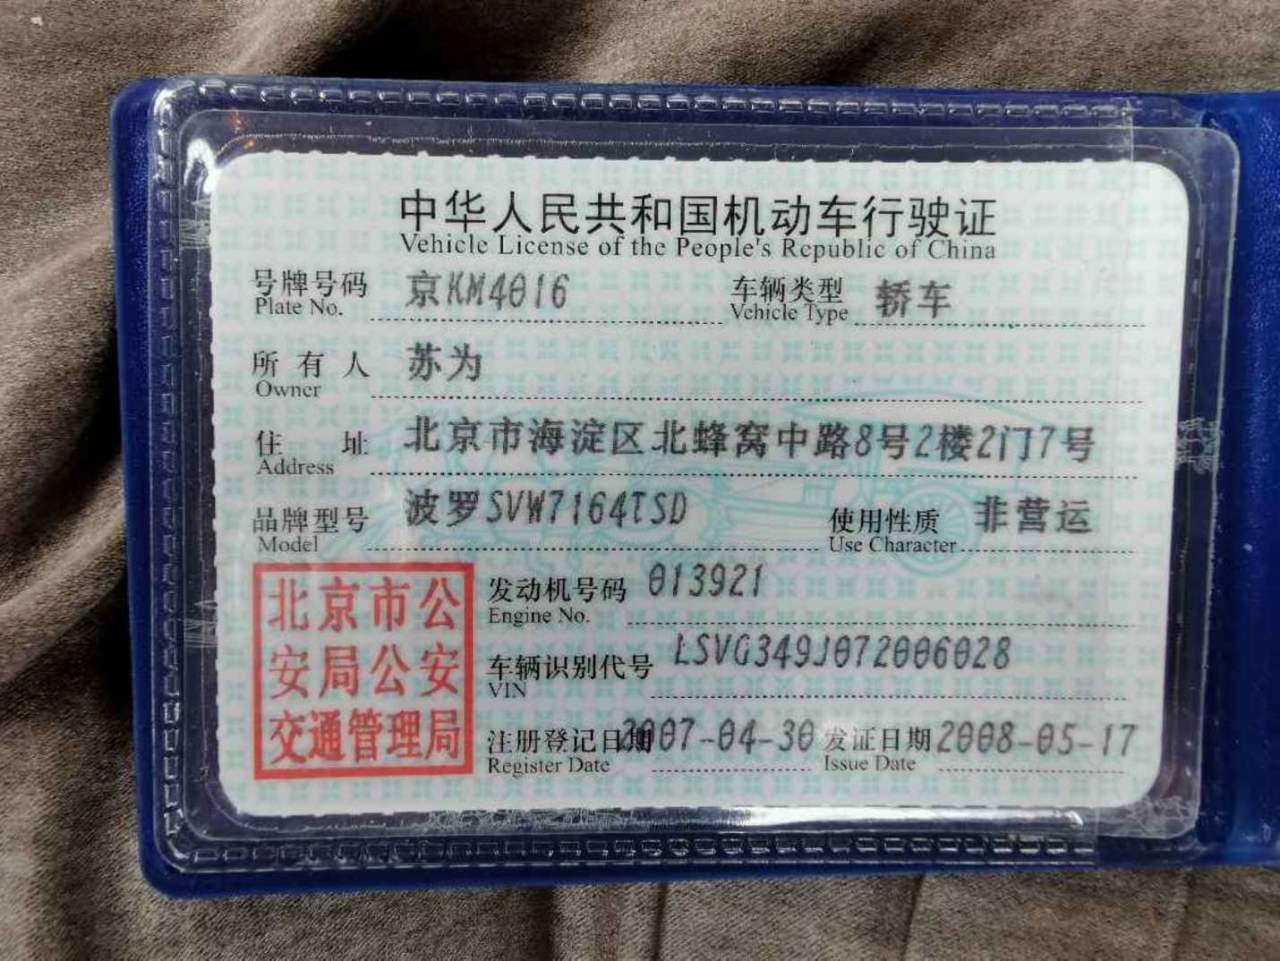 中华人民共和国机动车行驶证
Vehicle License of the People's Republic of China
号牌号码 京KM4016 车辆类型 轿车
Plate No. Vehicle Type
所有人 苏为
Owner
住址 北京市海淀区北蜂窝中路8号2楼2门7号
Address
品牌型号 波罗SVW7164TSD 使用性质 非营运
Model Use Character
北京市公
安局公安
交通管理局
发动机号码 013921
Engine No.
车辆识别代号 LSVG349J072006028
VIN
注册登记日期 2007-04-30 发证日期 2008-05-17
Register Date Issue Date